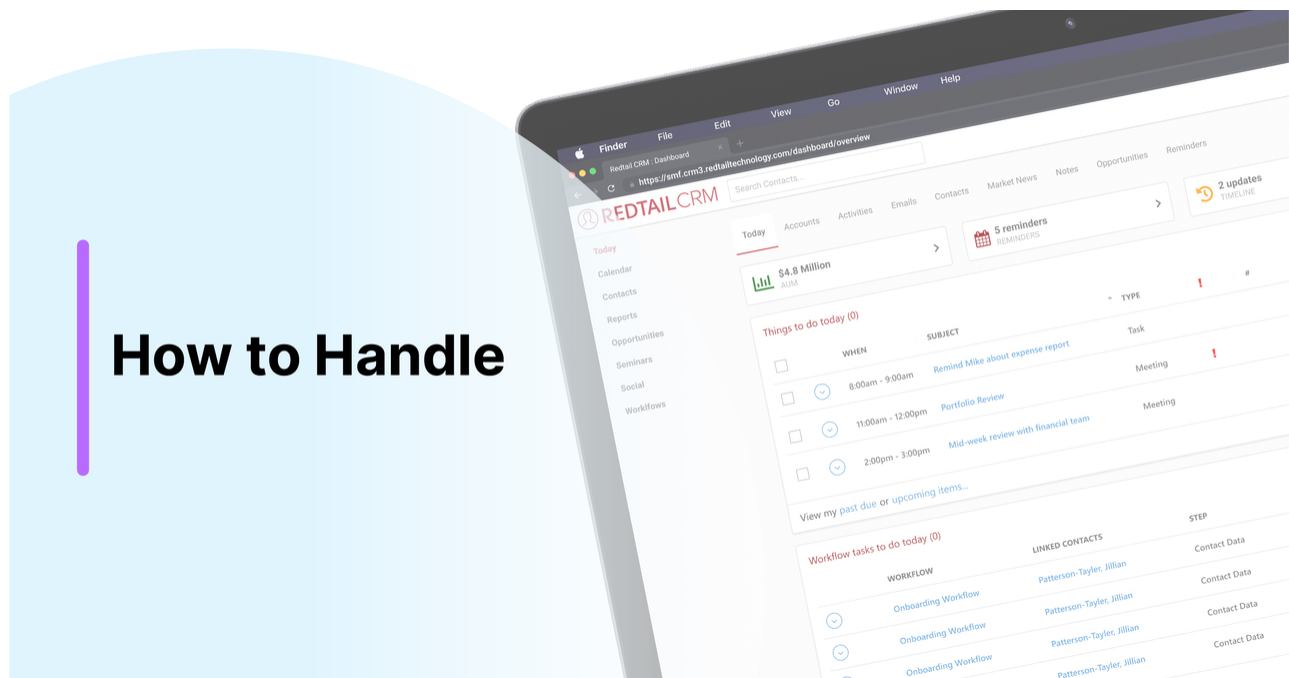 How to Handle
Finder File Edit View Go Window Help
Redtail CRM : Dashboard
https://smf.crm3.redtailtechnology.com/dashboard/overview
REDTAILCRM
Search Contacts...
Today
Calendar
Contacts
Reports
Opportunities
Seminars
Social
Worklfows
Today Accounts Activities Emails Contacts Market News Notes Opportunities Reminders
$4.8 Million
AUM
5 reminders
REMINDERS
2 updates
TIMELINE
Things to do today (0)
WHEN SUBJECT TYPE ! #
8:00am - 9:00am Remind Mike about expense report Task
11:00am - 12:00pm Portfolio Review Meeting !
2:00pm - 3:00pm Mid-week review with financial team Meeting
View my past due or upcoming items...
Workflow tasks to do today (0)
WORKFLOW LINKED CONTACTS STEP
Onboarding Workflow Patterson-Tayler, Jillian Contact Data
Onboarding Workflow Patterson-Tayler, Jillian Contact Data
Onboarding Workflow Patterson-Tayler, Jillian Contact Data
Patterson-Tayler, Jillian Contact Data